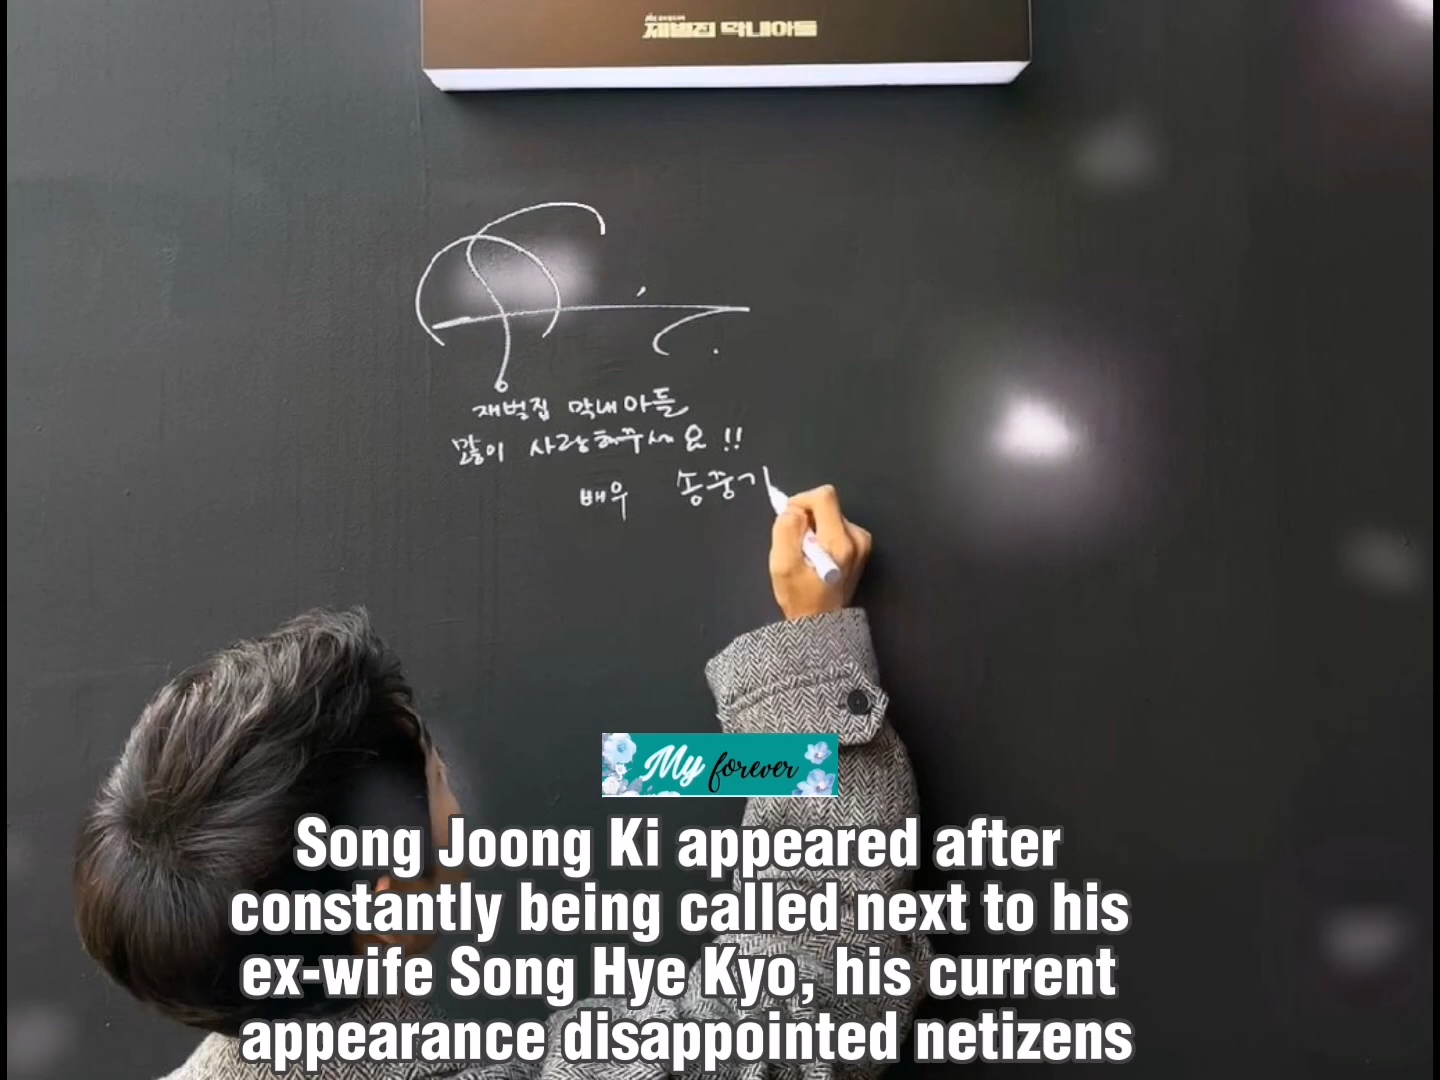 재벌집 막내아들
재벌집 막내아들
많이 사랑해주세요 !!
배우 송중기
My forever
Song Joong Ki appeared after
constantly being called next to his
ex-wife Song Hye Kyo, his current
appearance disappointed netizens